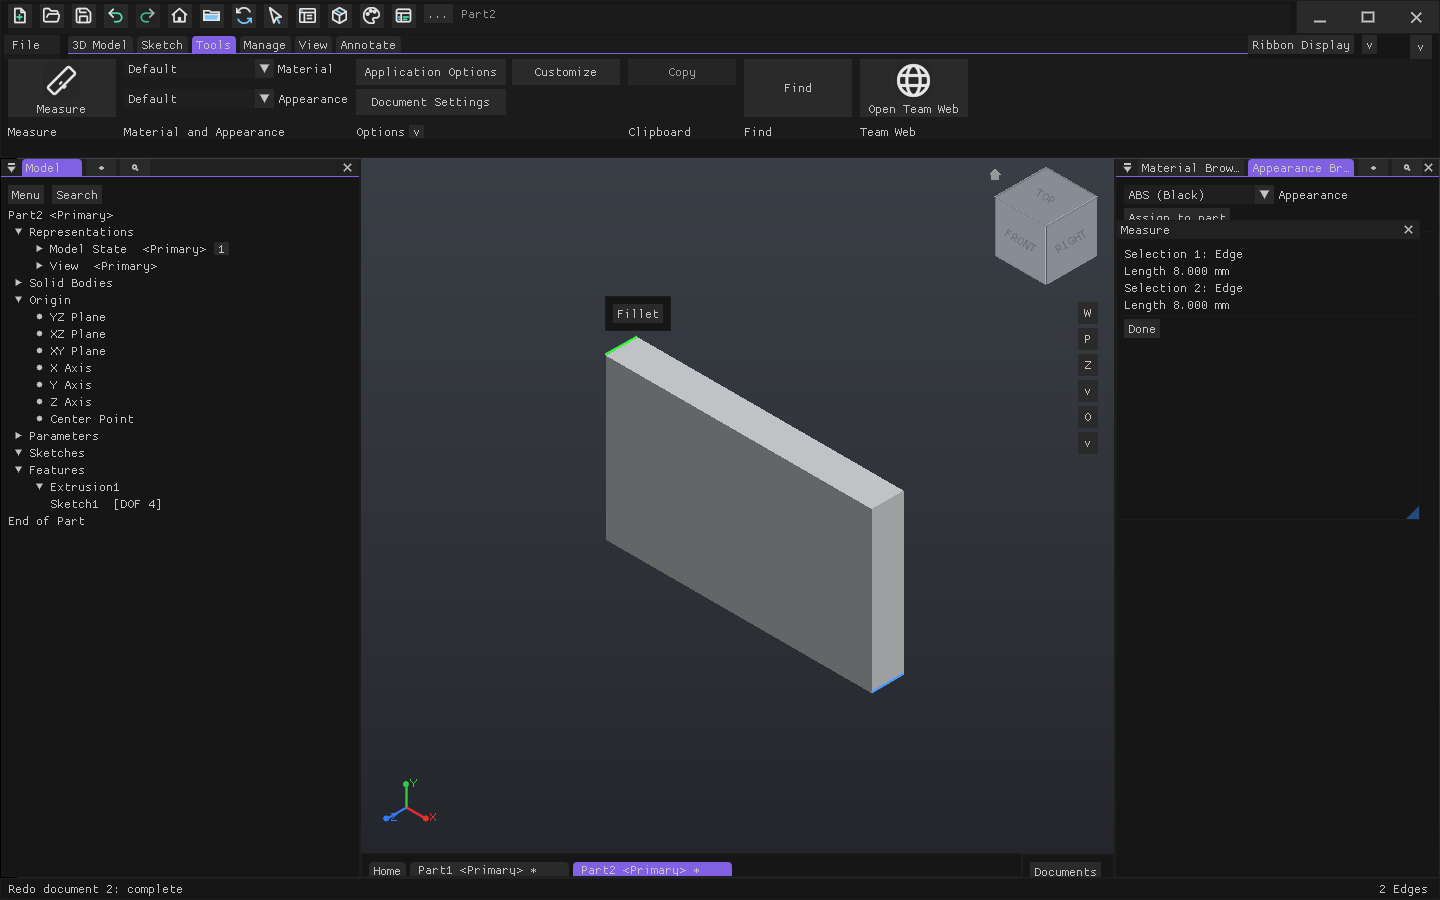 ... Part2
File 3D Model Sketch Tools Manage View Annotate Ribbon Display v v
Default Material Application Options Customize Copy Find
Measure Default Appearance Document Settings Open Team Web
Measure Material and Appearance Options v Clipboard Find Team Web
Model
Menu Search
Part2 <Primary>
Representations
Model State <Primary> 1
View <Primary>
Solid Bodies
Origin
YZ Plane
XZ Plane
XY Plane
X Axis
Y Axis
Z Axis
Center Point
Parameters
Sketches
Features
Extrusion1
Sketch1 [DOF 4]
End of Part
TOP
FRONT RIGHT
Fillet
W
P
Z
v
O
v
Y
Z X
Material Brow… Appearance Br…
ABS (Black) Appearance
Assign to part
Measure
Selection 1: Edge
Length 8.000 mm
Selection 2: Edge
Length 8.000 mm
Done
Home Part1 <Primary> * Part2 <Primary> * Documents
Redo document 2: complete 2 Edges